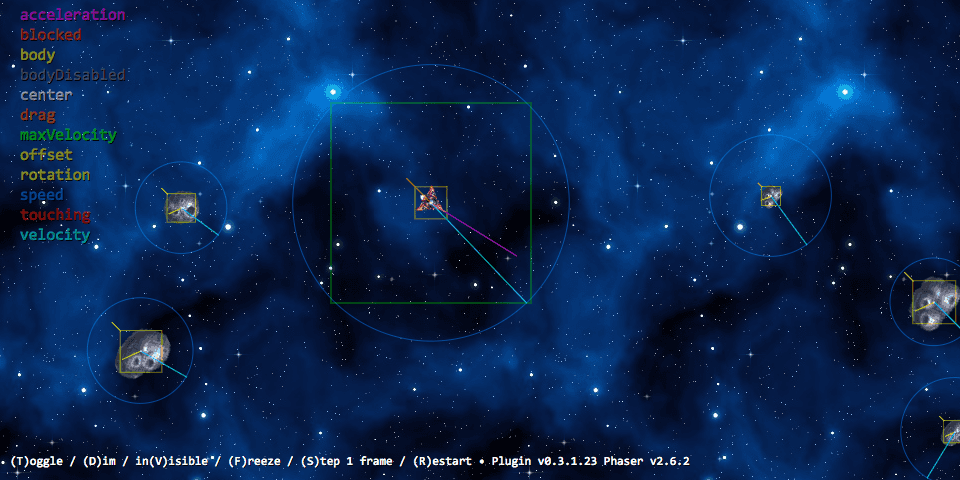 acceleration
blocked
body
bodyDisabled
center
drag
maxVelocity
offset
rotation
speed
touching
velocity
• (T)oggle / (D)im / in(V)isible / (F)reeze / (S)tep 1 frame / (R)estart • Plugin v0.3.1.23 Phaser v2.6.2